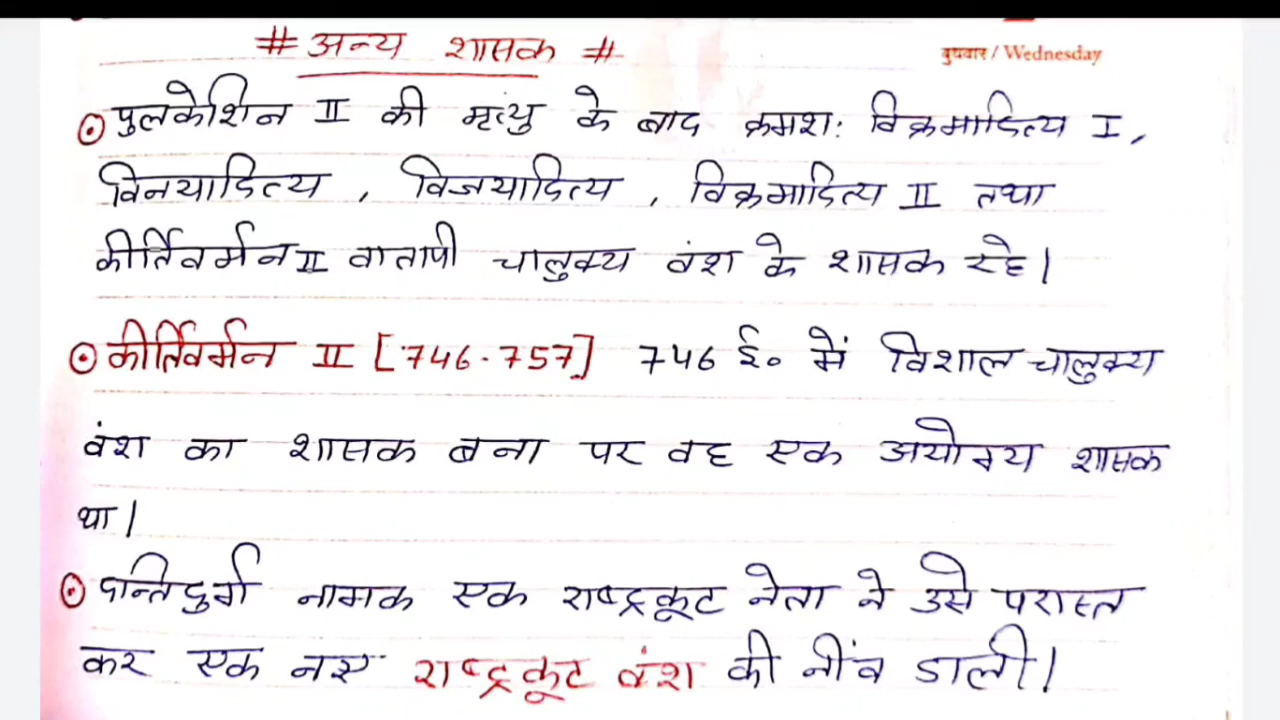 # अन्य शासक #
बुधवार / Wednesday
पुलकेशिन II की मृत्यु के बाद क्रमशः विक्रमादित्य I,
विनयादित्य, विजयादित्य, विक्रमादित्य II तथा
कीर्तिवर्मन II वातापी चालुक्य वंश के शासक रहे।
कीर्तिवर्मन II [746-757] 746 ई० में विशाल चालुक्य
वंश का शासक बना पर वह एक अयोग्य शासक
था।
दन्तिदुर्ग नामक एक राष्ट्रकूट नेता ने उसे परास्त
कर एक नए राष्ट्रकूट वंश की नींव डाली।